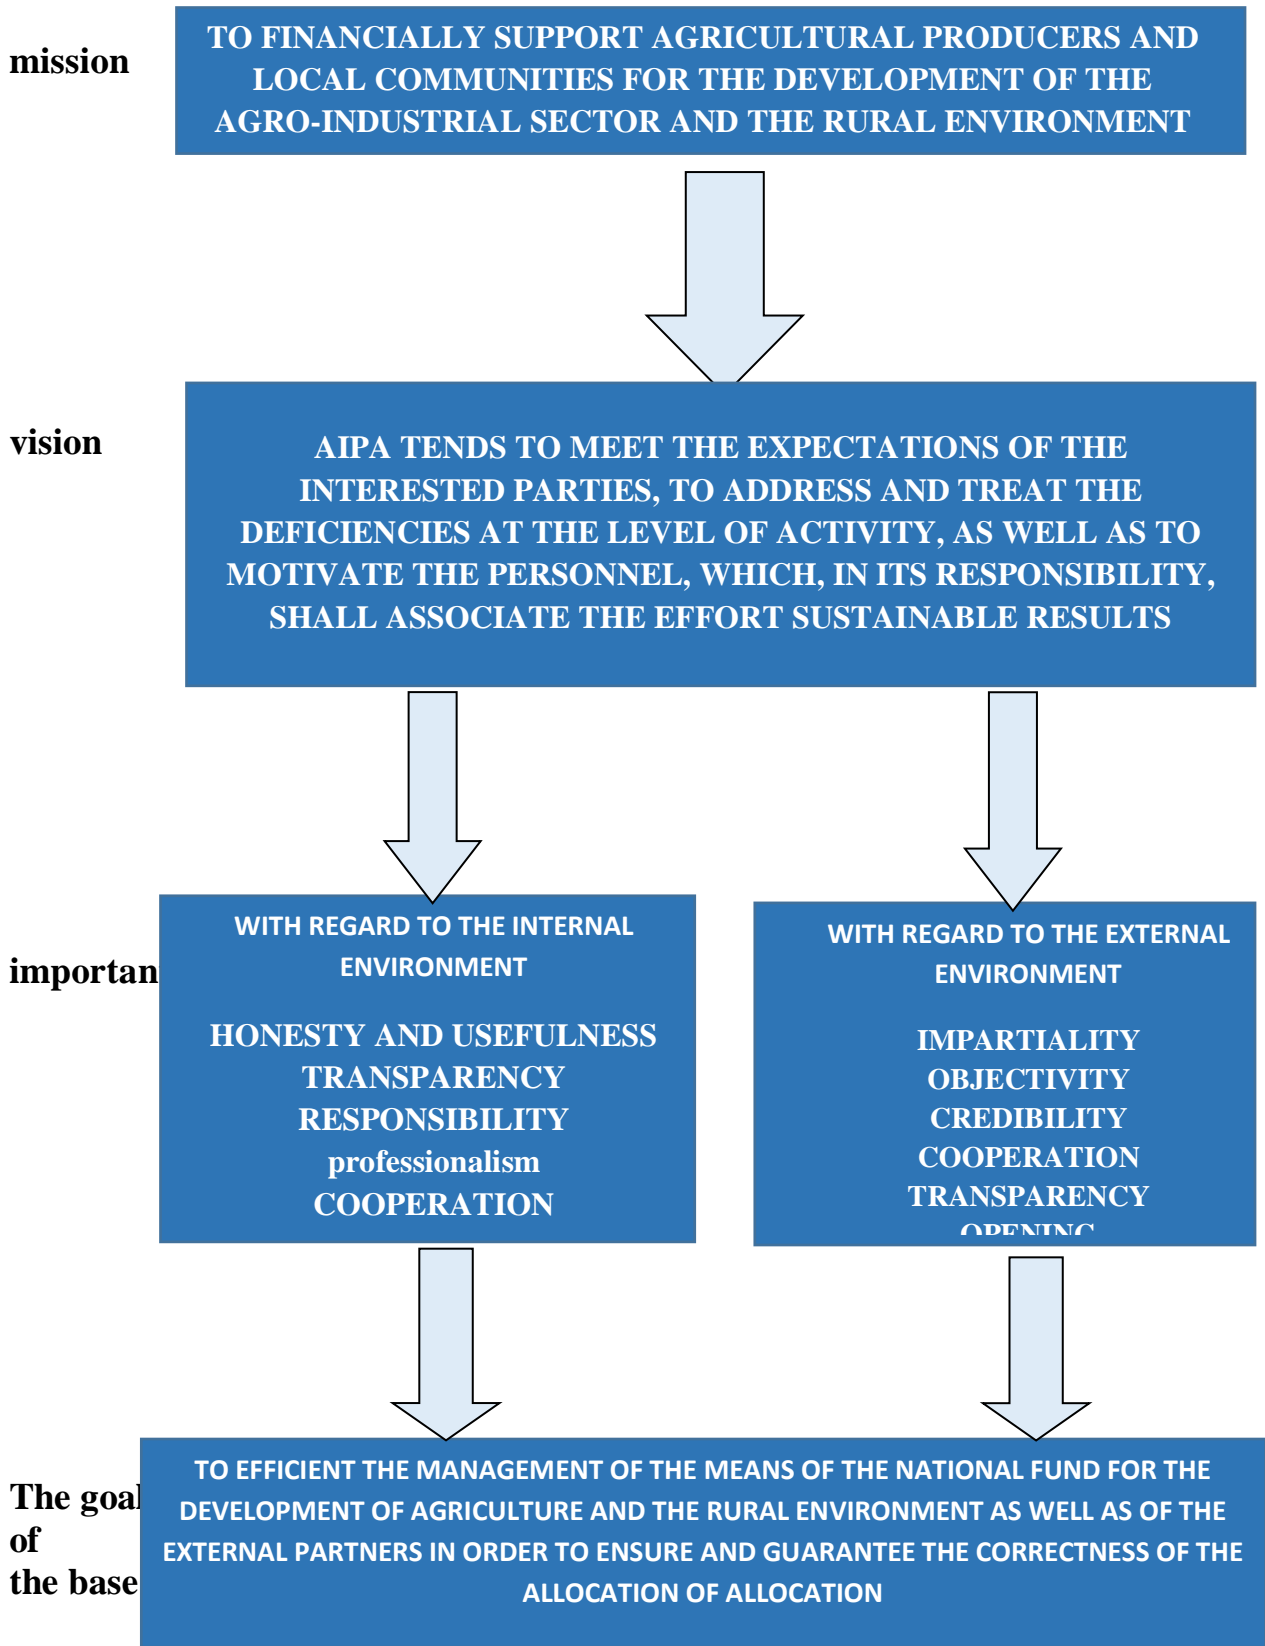 mission
TO FINANCIALLY SUPPORT AGRICULTURAL PRODUCERS AND
LOCAL COMMUNITIES FOR THE DEVELOPMENT OF THE
AGRO-INDUSTRIAL SECTOR AND THE RURAL ENVIRONMENT
vision
AIPA TENDS TO MEET THE EXPECTATIONS OF THE
INTERESTED PARTIES, TO ADDRESS AND TREAT THE
DEFICIENCIES AT THE LEVEL OF ACTIVITY, AS WELL AS TO
MOTIVATE THE PERSONNEL, WHICH, IN ITS RESPONSIBILITY,
SHALL ASSOCIATE THE EFFORT SUSTAINABLE RESULTS
importan
WITH REGARD TO THE INTERNAL
ENVIRONMENT
HONESTY AND USEFULNESS
TRANSPARENCY
RESPONSIBILITY
professionalism
COOPERATION
WITH REGARD TO THE EXTERNAL
ENVIRONMENT
IMPARTIALITY
OBJECTIVITY
CREDIBILITY
COOPERATION
TRANSPARENCY
OPENING
The goal
of
the base
TO EFFICIENT THE MANAGEMENT OF THE MEANS OF THE NATIONAL FUND FOR THE
DEVELOPMENT OF AGRICULTURE AND THE RURAL ENVIRONMENT AS WELL AS OF THE
EXTERNAL PARTNERS IN ORDER TO ENSURE AND GUARANTEE THE CORRECTNESS OF THE
ALLOCATION OF ALLOCATION